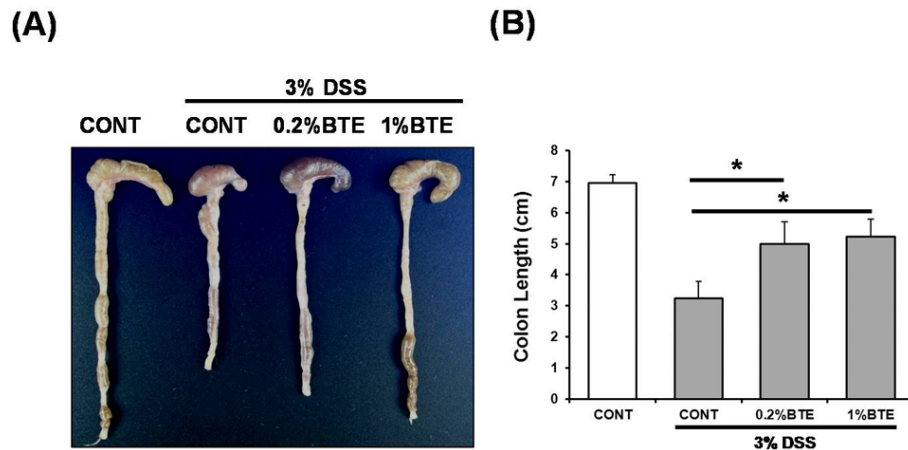 (A)
3% DSS
CONT CONT 0.2%BTE 1%BTE
(B)
Colon Length (cm)
8
7
6
5
4
3
2
1
0
*
*
CONT CONT 0.2%BTE 1%BTE
3% DSS